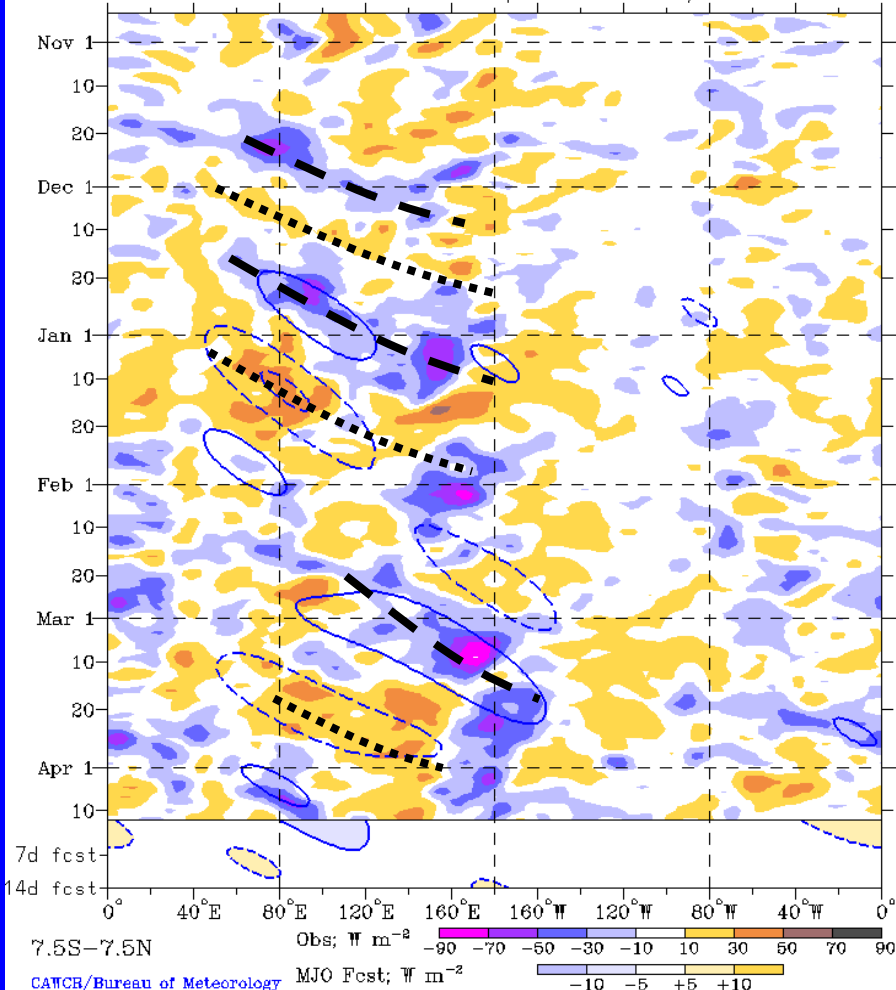 Nov 1
10
20
Dec 1
10
20
Jan 1
10
20
Feb 1
10
20
Mar 1
10
20
Apr 1
10
7d fcst
14d fcst
0° 40°E 80°E 120°E 160°E 160°W 120°W 80°W 40°W 0°
7.5S-7.5N
Obs; W m-2
-90 -70 -50 -30 -10 10 30 50 70 90
CAWCR/Bureau of Meteorology
MJO Fcst; W m-2
-10 -5 +5 +10